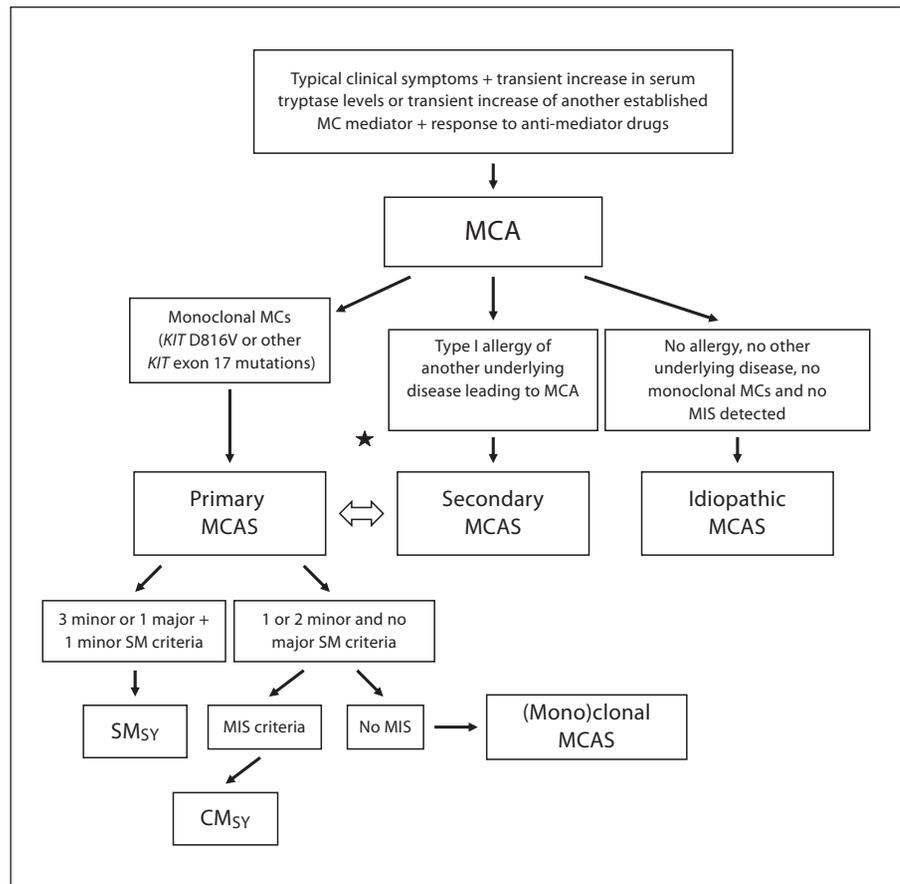 Typical clinical symptoms + transient increase in serum
tryptase levels or transient increase of another established
MC mediator + response to anti-mediator drugs
MCA
Monoclonal MCs
(KIT D816V or other
KIT exon 17 mutations)
Type I allergy of
another underlying
disease leading to MCA
No allergy, no other
underlying disease, no
monoclonal MCs and no
MIS detected
Primary
MCAS
Secondary
MCAS
Idiopathic
MCAS
3 minor or 1 major +
1 minor SM criteria
1 or 2 minor and no
major SM criteria
SMSY
MIS criteria
No MIS
(Mono)clonal
MCAS
CMSY